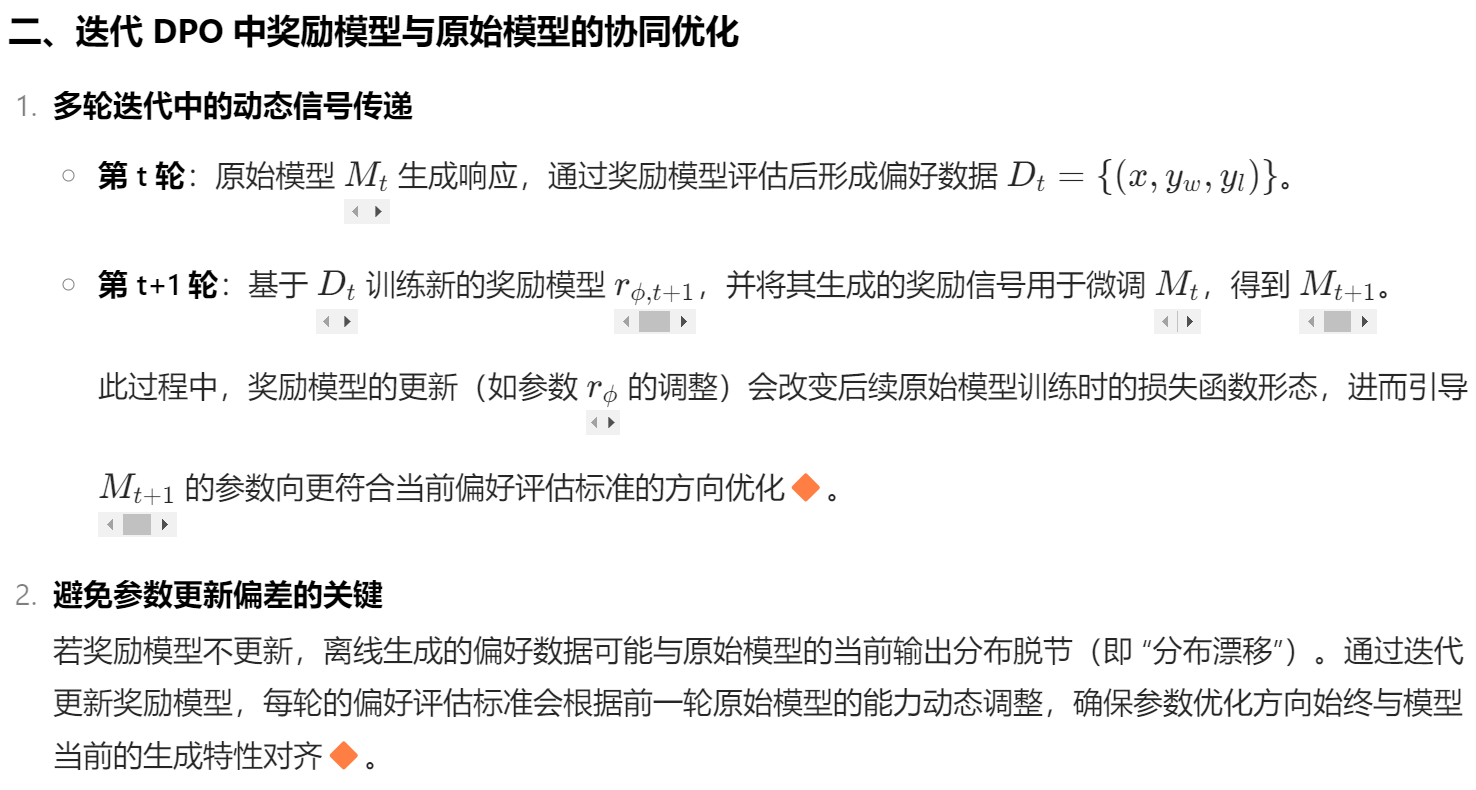 二、迭代 DPO 中奖励模型与原始模型的协同优化
1. 多轮迭代中的动态信号传递
第 t 轮：原始模型 M_t 生成响应，通过奖励模型评估后形成偏好数据 D_t = {(x, y_w, y_l)}。
第 t+1 轮：基于 D_t 训练新的奖励模型 r_{ϕ,t+1}，并将其生成的奖励信号用于微调 M_t，得到 M_{t+1}。
此过程中，奖励模型的更新（如参数 r_ϕ 的调整）会改变后续原始模型训练时的损失函数形态，进而引导
M_{t+1} 的参数向更符合当前偏好评估标准的方向优化。
2. 避免参数更新偏差的关键
若奖励模型不更新，离线生成的偏好数据可能与原始模型的当前输出分布脱节（即 “分布漂移”）。通过迭代
更新奖励模型，每轮的偏好评估标准会根据前一轮原始模型的能力动态调整，确保参数优化方向始终与模型
当前的生成特性对齐。